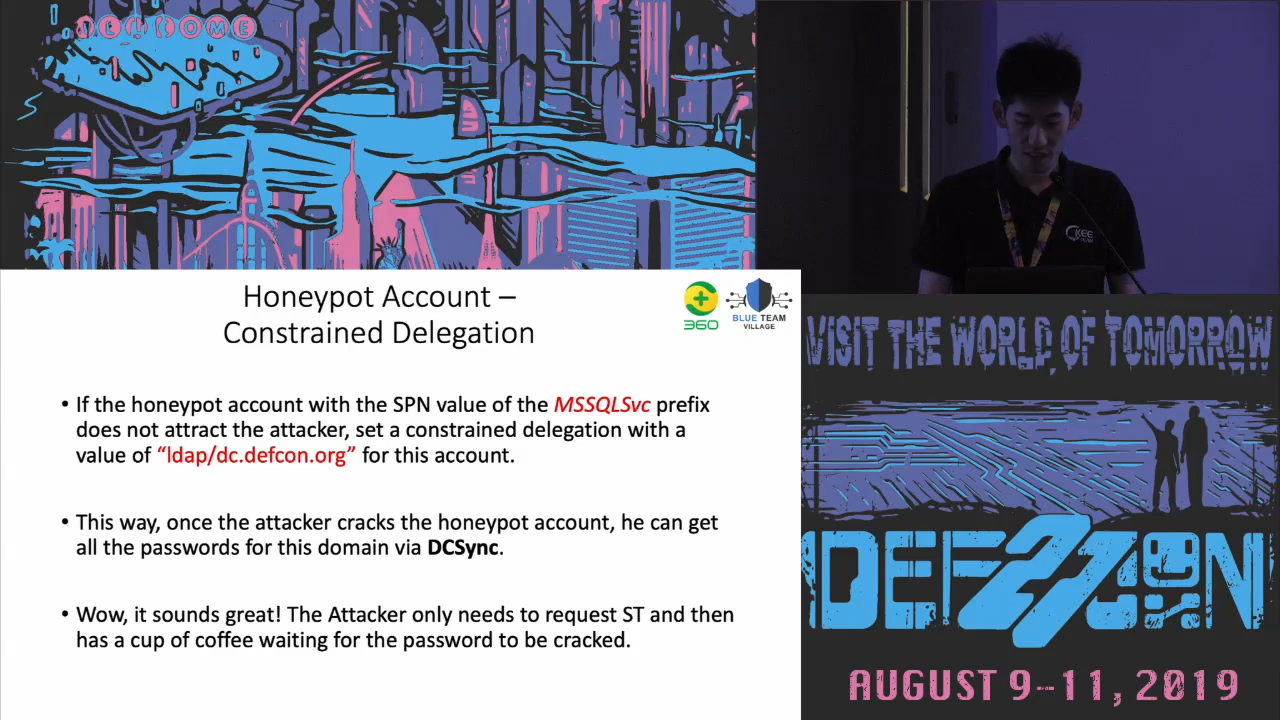 WELCOME
Honeypot Account –
Constrained Delegation
360
BLUE TEAM
VILLAGE
• If the honeypot account with the SPN value of the MSSQLSvc prefix
does not attract the attacker, set a constrained delegation with a
value of “ldap/dc.defcon.org” for this account.
• This way, once the attacker cracks the honeypot account, he can get
all the passwords for this domain via DCSync.
• Wow, it sounds great! The Attacker only needs to request ST and then
has a cup of coffee waiting for the password to be cracked.
VISIT THE WORLD OF TOMORROW
DEF 27 CON
AUGUST 9-11, 2019